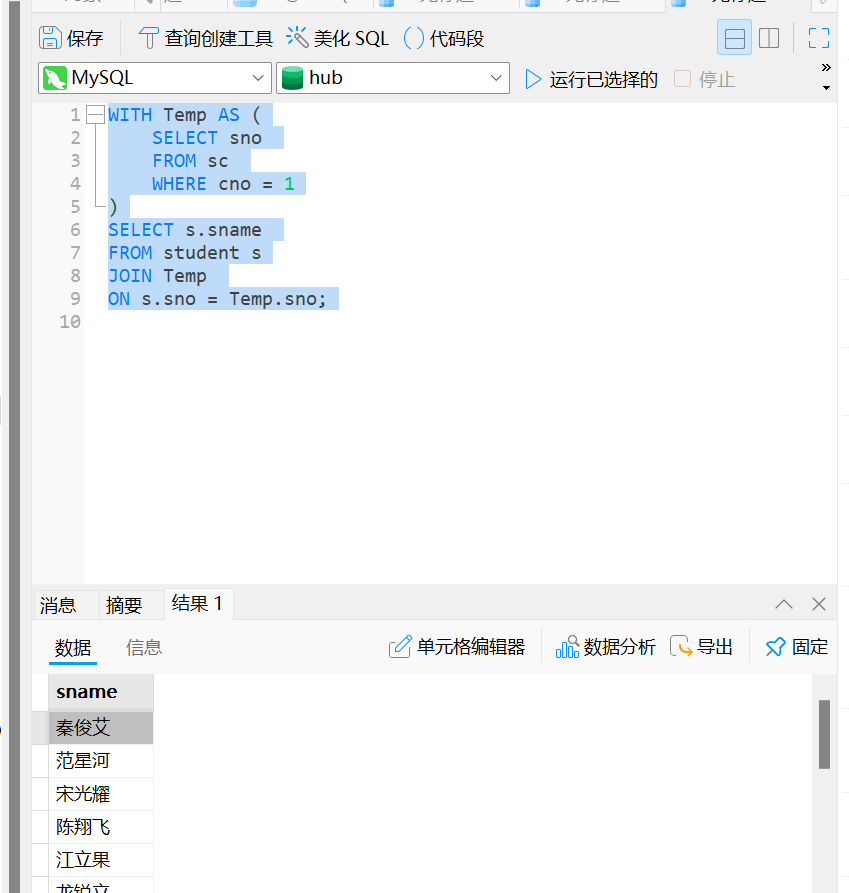 保存 查询创建工具 美化 SQL () 代码段
MySQL hub 运行已选择的 停止
1 WITH Temp AS (
2 SELECT sno
3 FROM sc
4 WHERE cno = 1
5 )
6 SELECT s.sname
7 FROM student s
8 JOIN Temp
9 ON s.sno = Temp.sno;
10
消息 摘要 结果 1
数据 信息 单元格编辑器 数据分析 导出 固定
sname
秦俊艾
范星河
宋光耀
陈翔飞
江立果